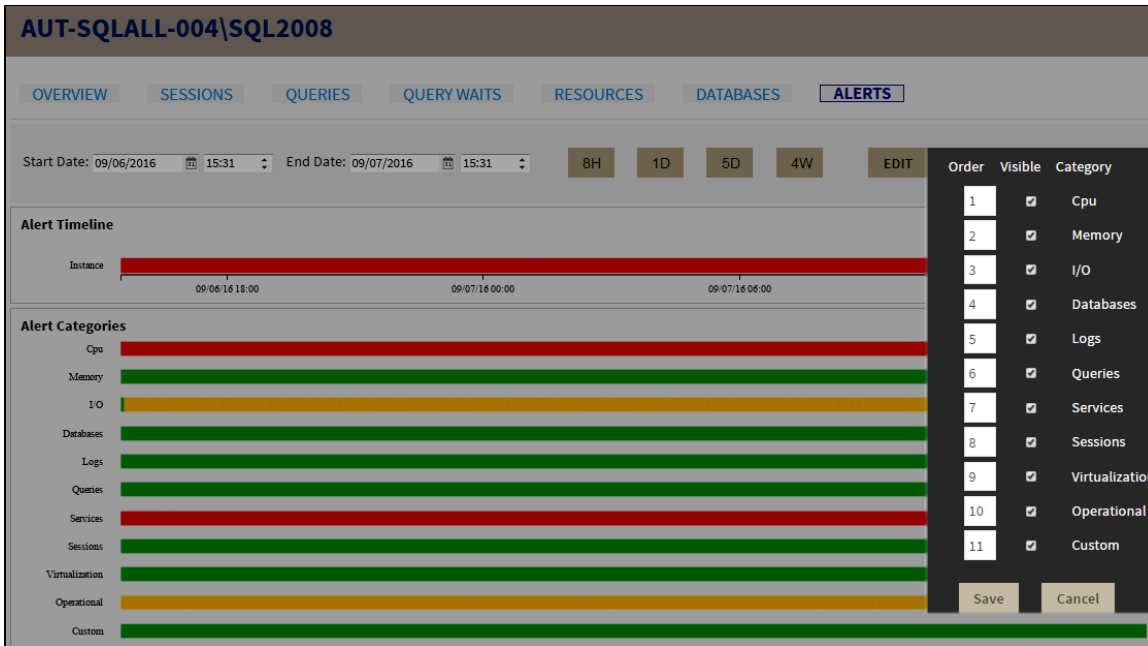 AUT-SQLALL-004\SQL2008
OVERVIEW SESSIONS QUERIES QUERY WAITS RESOURCES DATABASES ALERTS
Start Date: 09/06/2016 31 15:31 End Date: 09/07/2016 31 15:31 8H 1D 5D 4W EDIT
Order Visible Category
1 Cpu
2 Memory
3 I/O
4 Databases
5 Logs
6 Queries
7 Services
8 Sessions
9 Virtualizatio
10 Operational
11 Custom
Save Cancel
Alert Timeline
Instance
09/06/16 18:00 09/07/16 00:00 09/07/16 06:00
Alert Categories
Cpu
Memory
I/O
Databases
Logs
Queries
Services
Sessions
Virtualization
Operational
Custom